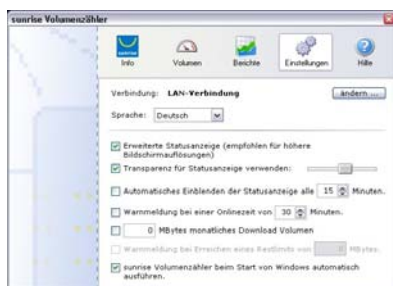 sunrise Volumenzähler
Info Volumen Berichte Einstellungen Hilfe
Verbindung: LAN-Verbindung ändern ...
Sprache: Deutsch
Erweiterte Statusanzeige (empfohlen für höhere
Bildschirmauflösungen)
Transparenz für Statusanzeige verwenden:
Automatisches Einblenden der Statusanzeige alle 15 Minuten.
Warnmeldung bei einer Onlinezeit von 30 Minuten.
0 MBytes monatliches Download Volumen
Warnmeldung bei Erreichen eines Restlimits von MBytes.
sunrise Volumenzähler beim Start von Windows automatisch
ausführen.